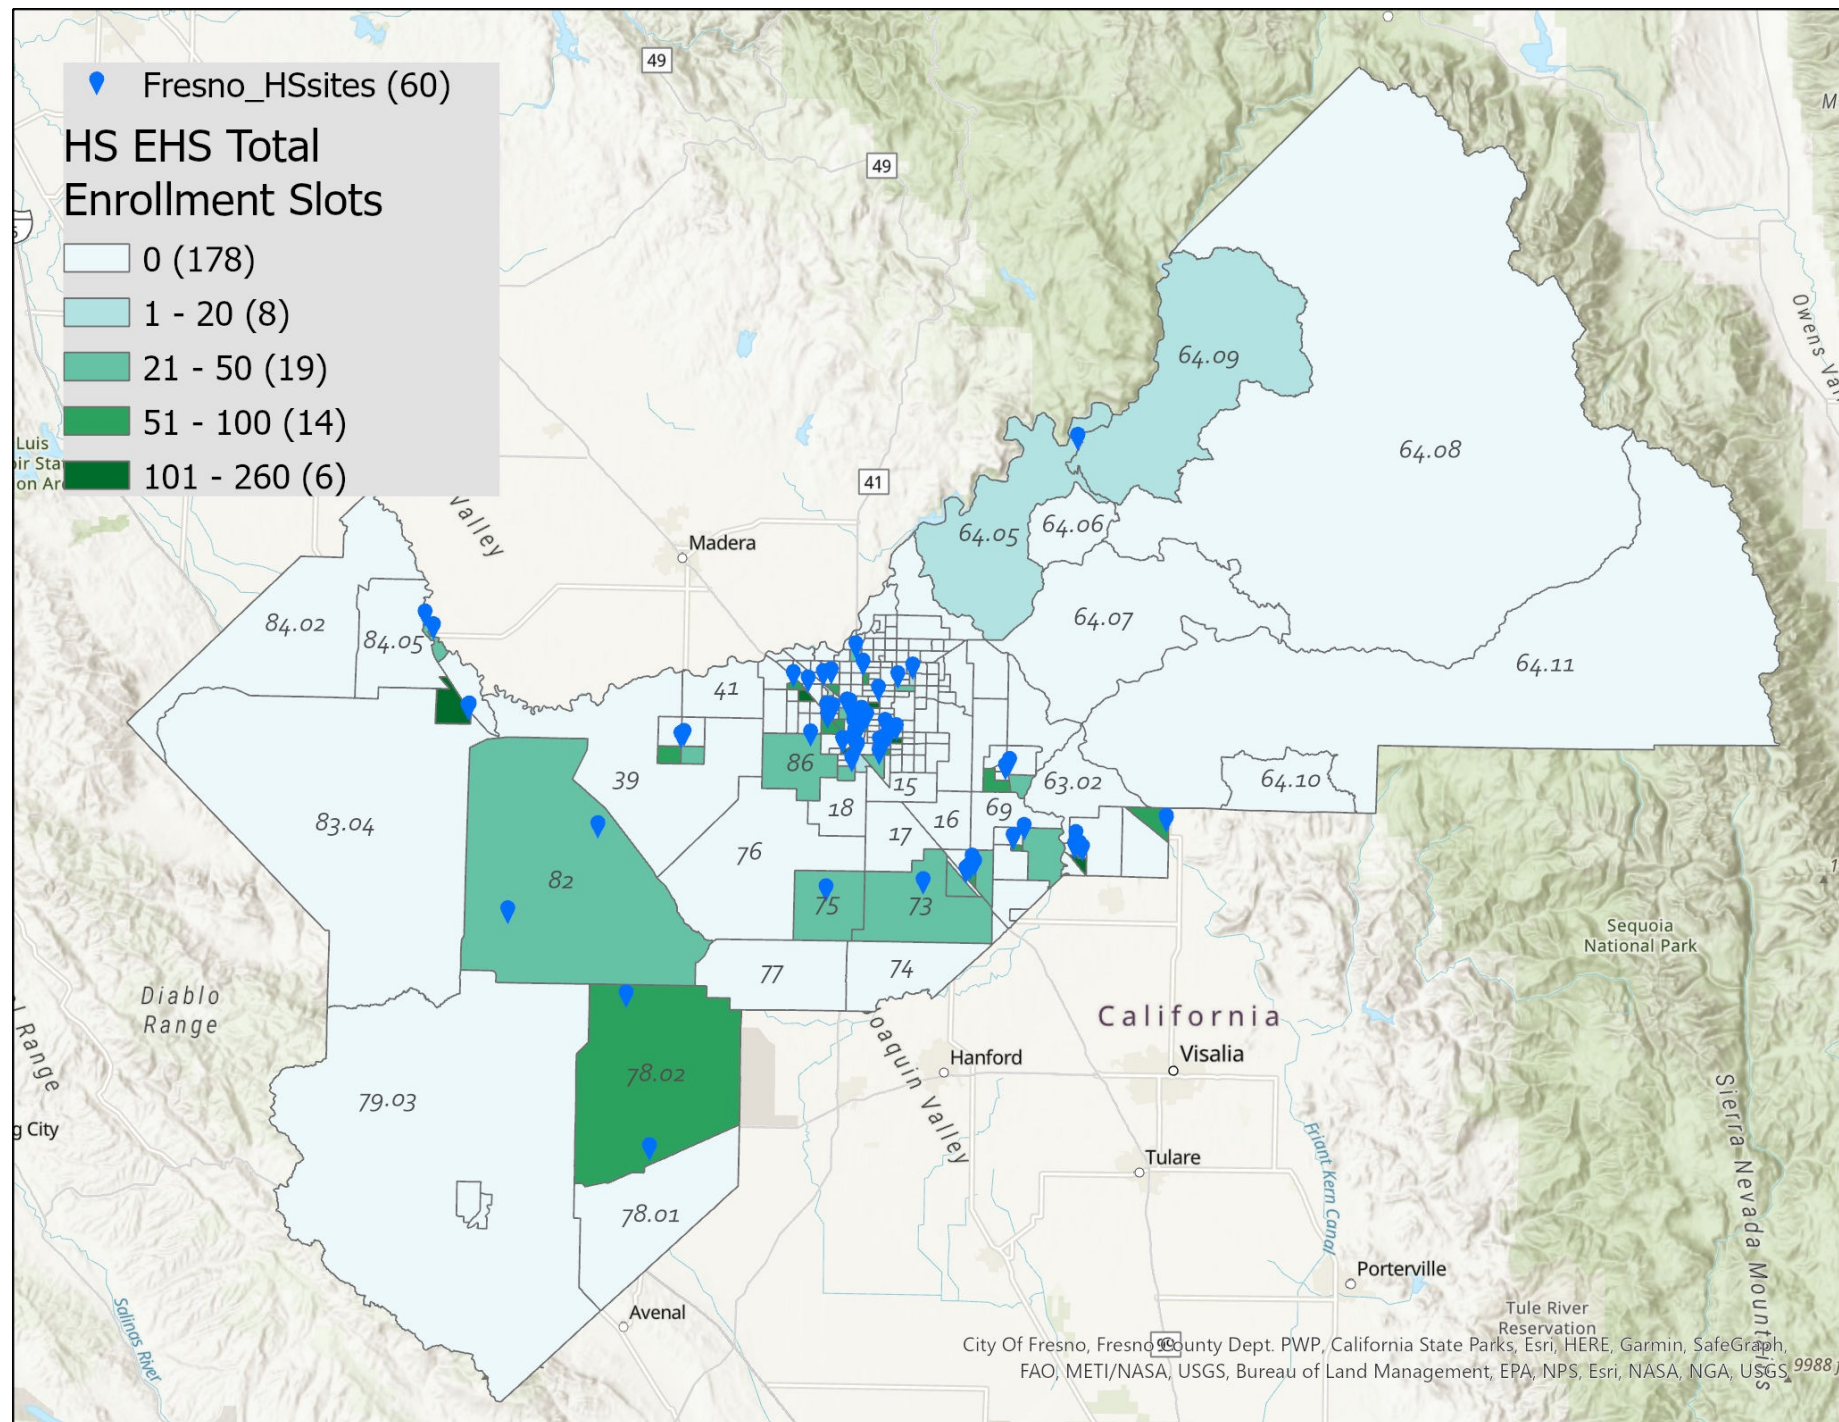 Fresno_HSsites (60)
HS EHS Total
Enrollment Slots
0 (178)
1 - 20 (8)
21 - 50 (19)
51 - 100 (14)
101 - 260 (6)
49
49
41
Madera
Valley
Luis
Owens
64.09
64.08
64.05
64.06
64.07
64.11
64.10
63.02
84.02
84.05
83.04
82
39
41
86
15
18
16
17
69
76
75
73
77
74
78.02
78.01
79.03
Diablo
Range
Range
g City
Salinas River
Avenal
oaquin Valley
Hanford
California
Visalia
Tulare
Friant Kern Canal
Porterville
Sequoia
National Park
Sierra Nevada Mountains
Tule River
Reservation
99
9988
City Of Fresno, Fresno County Dept. PWP, California State Parks, Esri, HERE, Garmin, SafeGraph,
FAO, METI/NASA, USGS, Bureau of Land Management, EPA, NPS, Esri, NASA, NGA, USGS